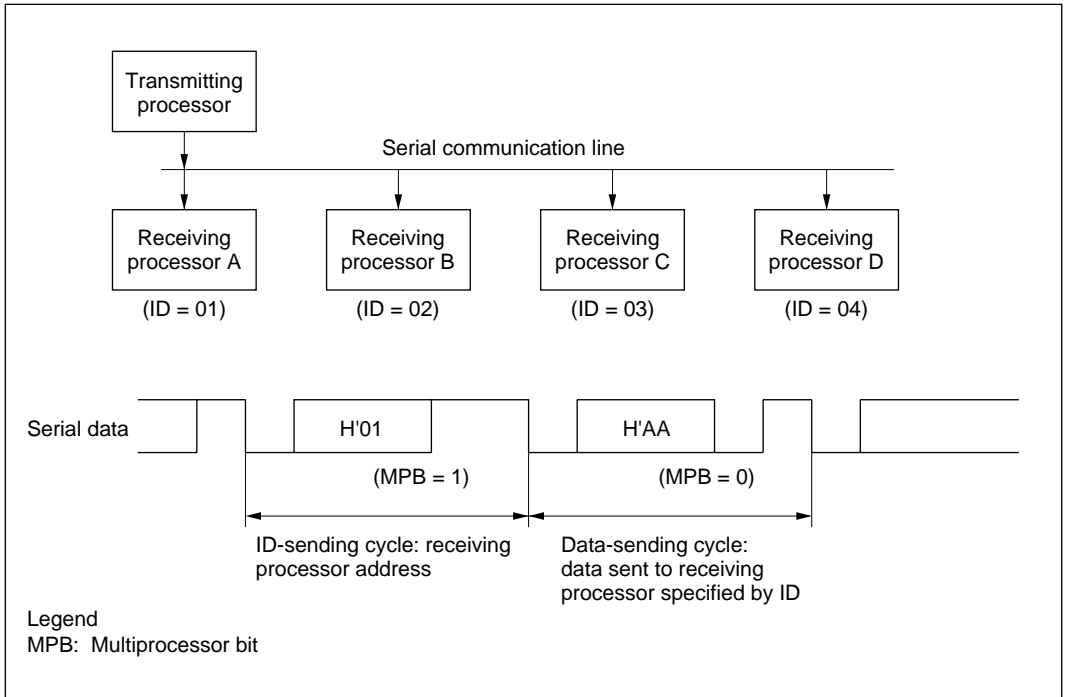 Transmitting
processor
Serial communication line
Receiving
processor A
Receiving
processor B
Receiving
processor C
Receiving
processor D
(ID = 01)
(ID = 02)
(ID = 03)
(ID = 04)
Serial data
H'01
H'AA
(MPB = 1)
(MPB = 0)
ID-sending cycle: receiving
processor address
Data-sending cycle:
data sent to receiving
processor specified by ID
Legend
MPB: Multiprocessor bit